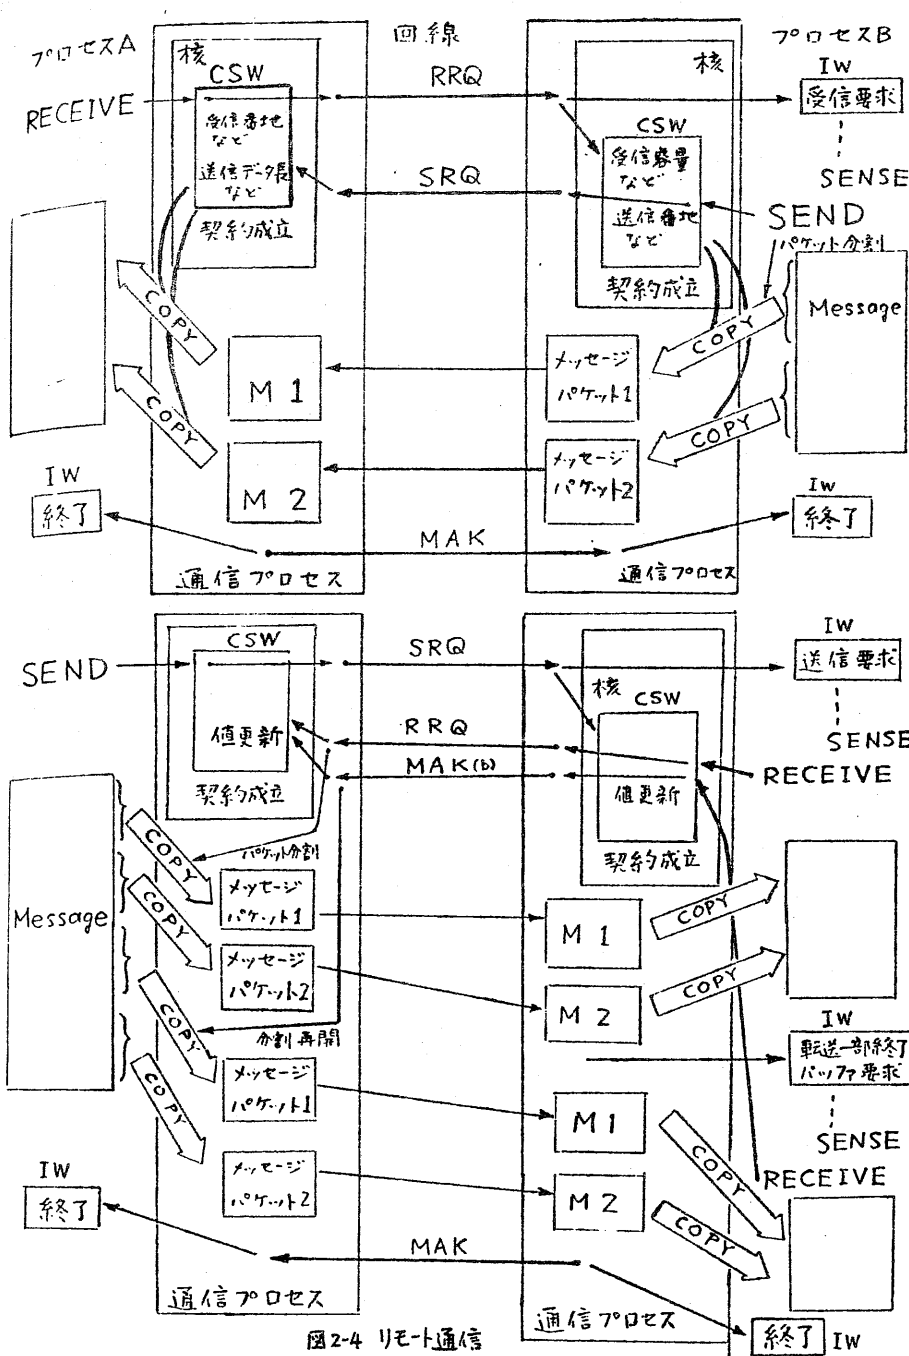 プロセスA
回線
プロセスB
核
CSW
RECEIVE
受信番地
など
送信データ長
など
契約成立
RRQ
SRQ
核
CSW
受信容量
など
送信番地
など
契約成立
IW
受信要求
SENSE
SEND
パケット分割
Message
COPY
COPY
M1
M2
メッセージ
パケット1
メッセージ
パケット2
COPY
COPY
IW
終了
MAK
IW
終了
通信プロセス
通信プロセス
SEND
CSW
値更新
契約成立
SRQ
RRQ
MAK(b)
核
CSW
値更新
契約成立
IW
送信要求
SENSE
RECEIVE
Message
COPY
COPY
COPY
COPY
パケット分割
メッセージ
パケット1
メッセージ
パケット2
分割再開
メッセージ
パケット1
メッセージ
パケット2
M1
M2
COPY
COPY
IW
転送一部終了
バッファ要求
SENSE
RECEIVE
M1
M2
COPY
COPY
IW
終了
MAK
通信プロセス
通信プロセス
終了 IW
図2-4 リモート通信